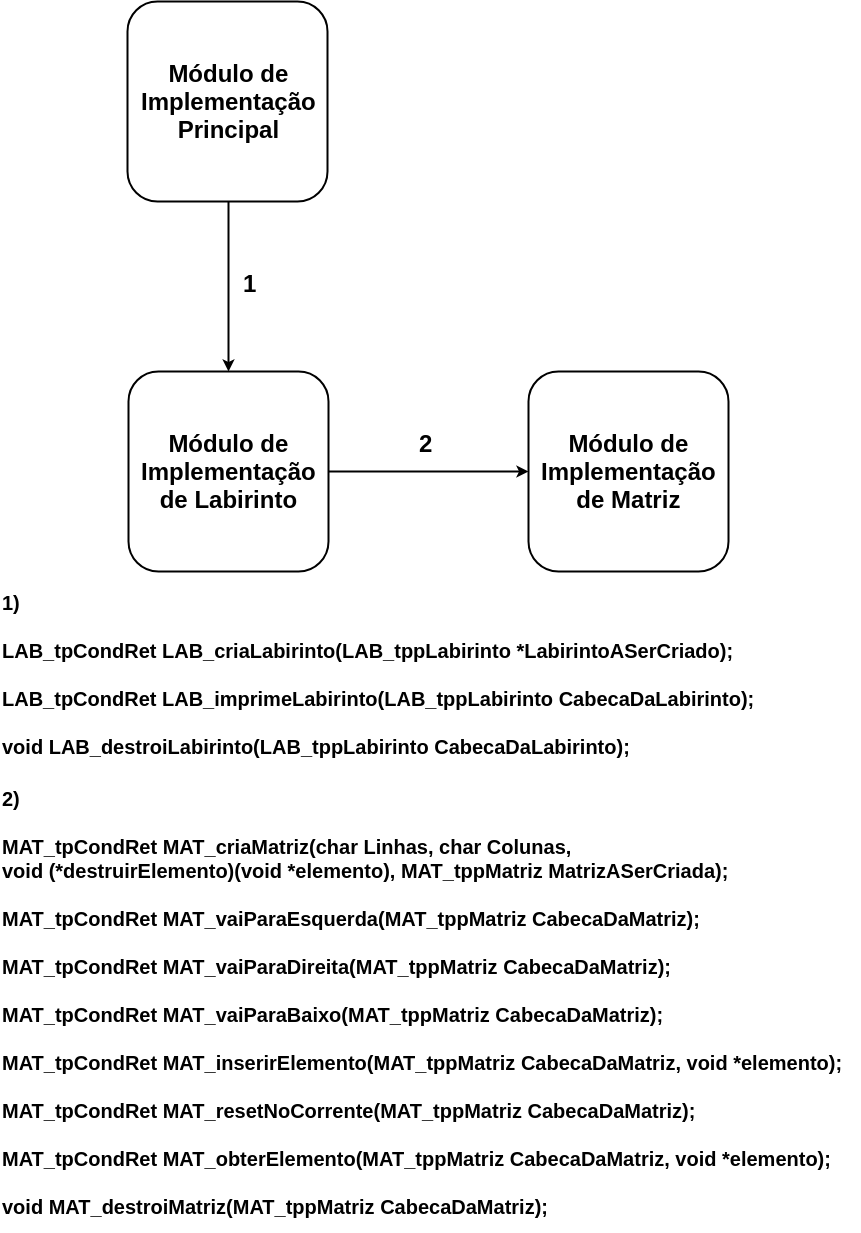 Módulo de
Implementação
Principal
1
Módulo de
Implementação
de Labirinto
2
Módulo de
Implementação
de Matriz
1)
LAB_tpCondRet LAB_criaLabirinto(LAB_tppLabirinto *LabirintoASerCriado);
LAB_tpCondRet LAB_imprimeLabirinto(LAB_tppLabirinto CabecaDaLabirinto);
void LAB_destroiLabirinto(LAB_tppLabirinto CabecaDaLabirinto);
2)
MAT_tpCondRet MAT_criaMatriz(char Linhas, char Colunas,
void (*destruirElemento)(void *elemento), MAT_tppMatriz MatrizASerCriada);
MAT_tpCondRet MAT_vaiParaEsquerda(MAT_tppMatriz CabecaDaMatriz);
MAT_tpCondRet MAT_vaiParaDireita(MAT_tppMatriz CabecaDaMatriz);
MAT_tpCondRet MAT_vaiParaBaixo(MAT_tppMatriz CabecaDaMatriz);
MAT_tpCondRet MAT_inserirElemento(MAT_tppMatriz CabecaDaMatriz, void *elemento);
MAT_tpCondRet MAT_resetNoCorrente(MAT_tppMatriz CabecaDaMatriz);
MAT_tpCondRet MAT_obterElemento(MAT_tppMatriz CabecaDaMatriz, void *elemento);
void MAT_destroiMatriz(MAT_tppMatriz CabecaDaMatriz);